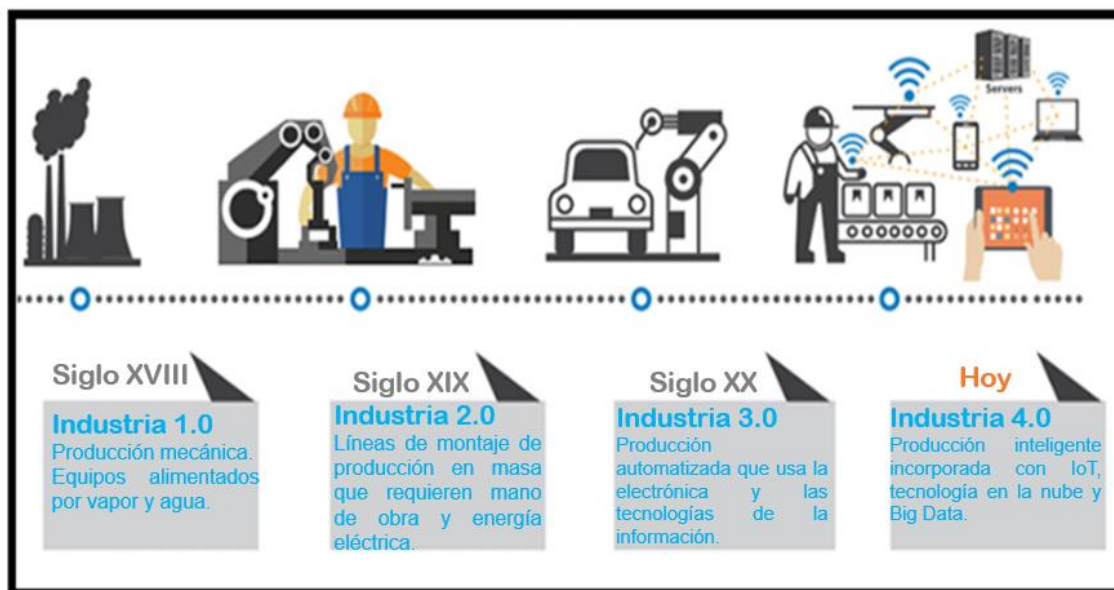 Servers
Siglo XVIII
Industria 1.0
Producción mecánica.
Equipos alimentados
por vapor y agua.
Siglo XIX
Industria 2.0
Líneas de montaje de
producción en masa
que requieren mano
de obra y energía
eléctrica.
Siglo XX
Industria 3.0
Producción
automatizada que usa la
electrónica y las
tecnologías de la
información.
Hoy
Industria 4.0
Producción inteligente
incorporada con IoT,
tecnología en la nube y
Big Data.